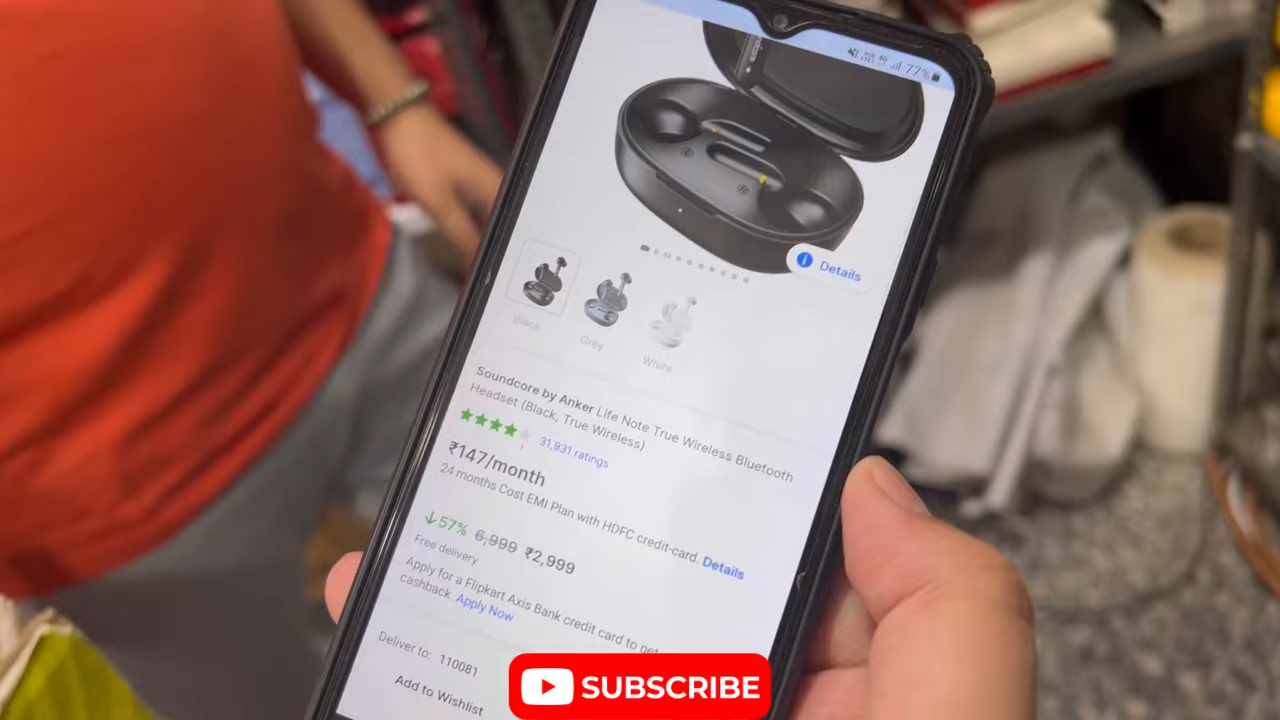 77%
Details
Black
Grey
White
Soundcore by Anker Life Note True Wireless Bluetooth
Headset (Black, True Wireless)
31,931 ratings
₹147/month
24 months Cost EMI Plan with HDFC credit-card. Details
↓57% 6,999 ₹2,999
Free delivery
Apply for a Flipkart Axis Bank credit card to get
cashback. Apply Now
Deliver to: 110081
Add to Wishlist
SUBSCRIBE